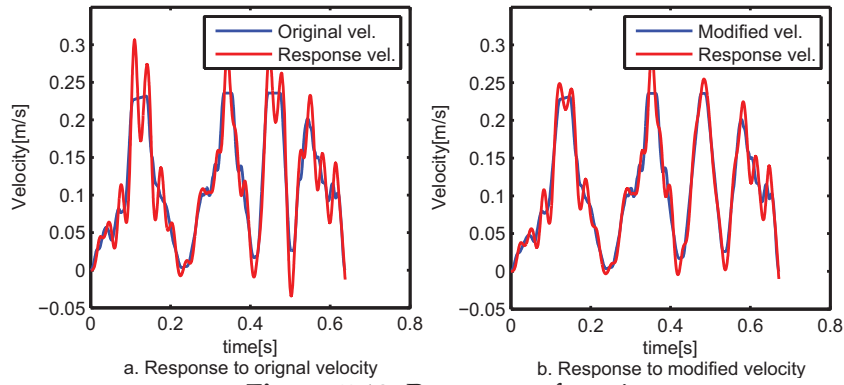 Original vel.
Response vel.
Velocity[m/s]
0.3
0.25
0.2
0.15
0.1
0.05
0
−0.05
0
0.2
0.4
0.6
0.8
time[s]
a. Response to orignal velocity
Modified vel.
Response vel.
Velocity[m/s]
0.3
0.25
0.2
0.15
0.1
0.05
0
−0.05
0
0.2
0.4
0.6
0.8
time[s]
b. Response to modified velocity